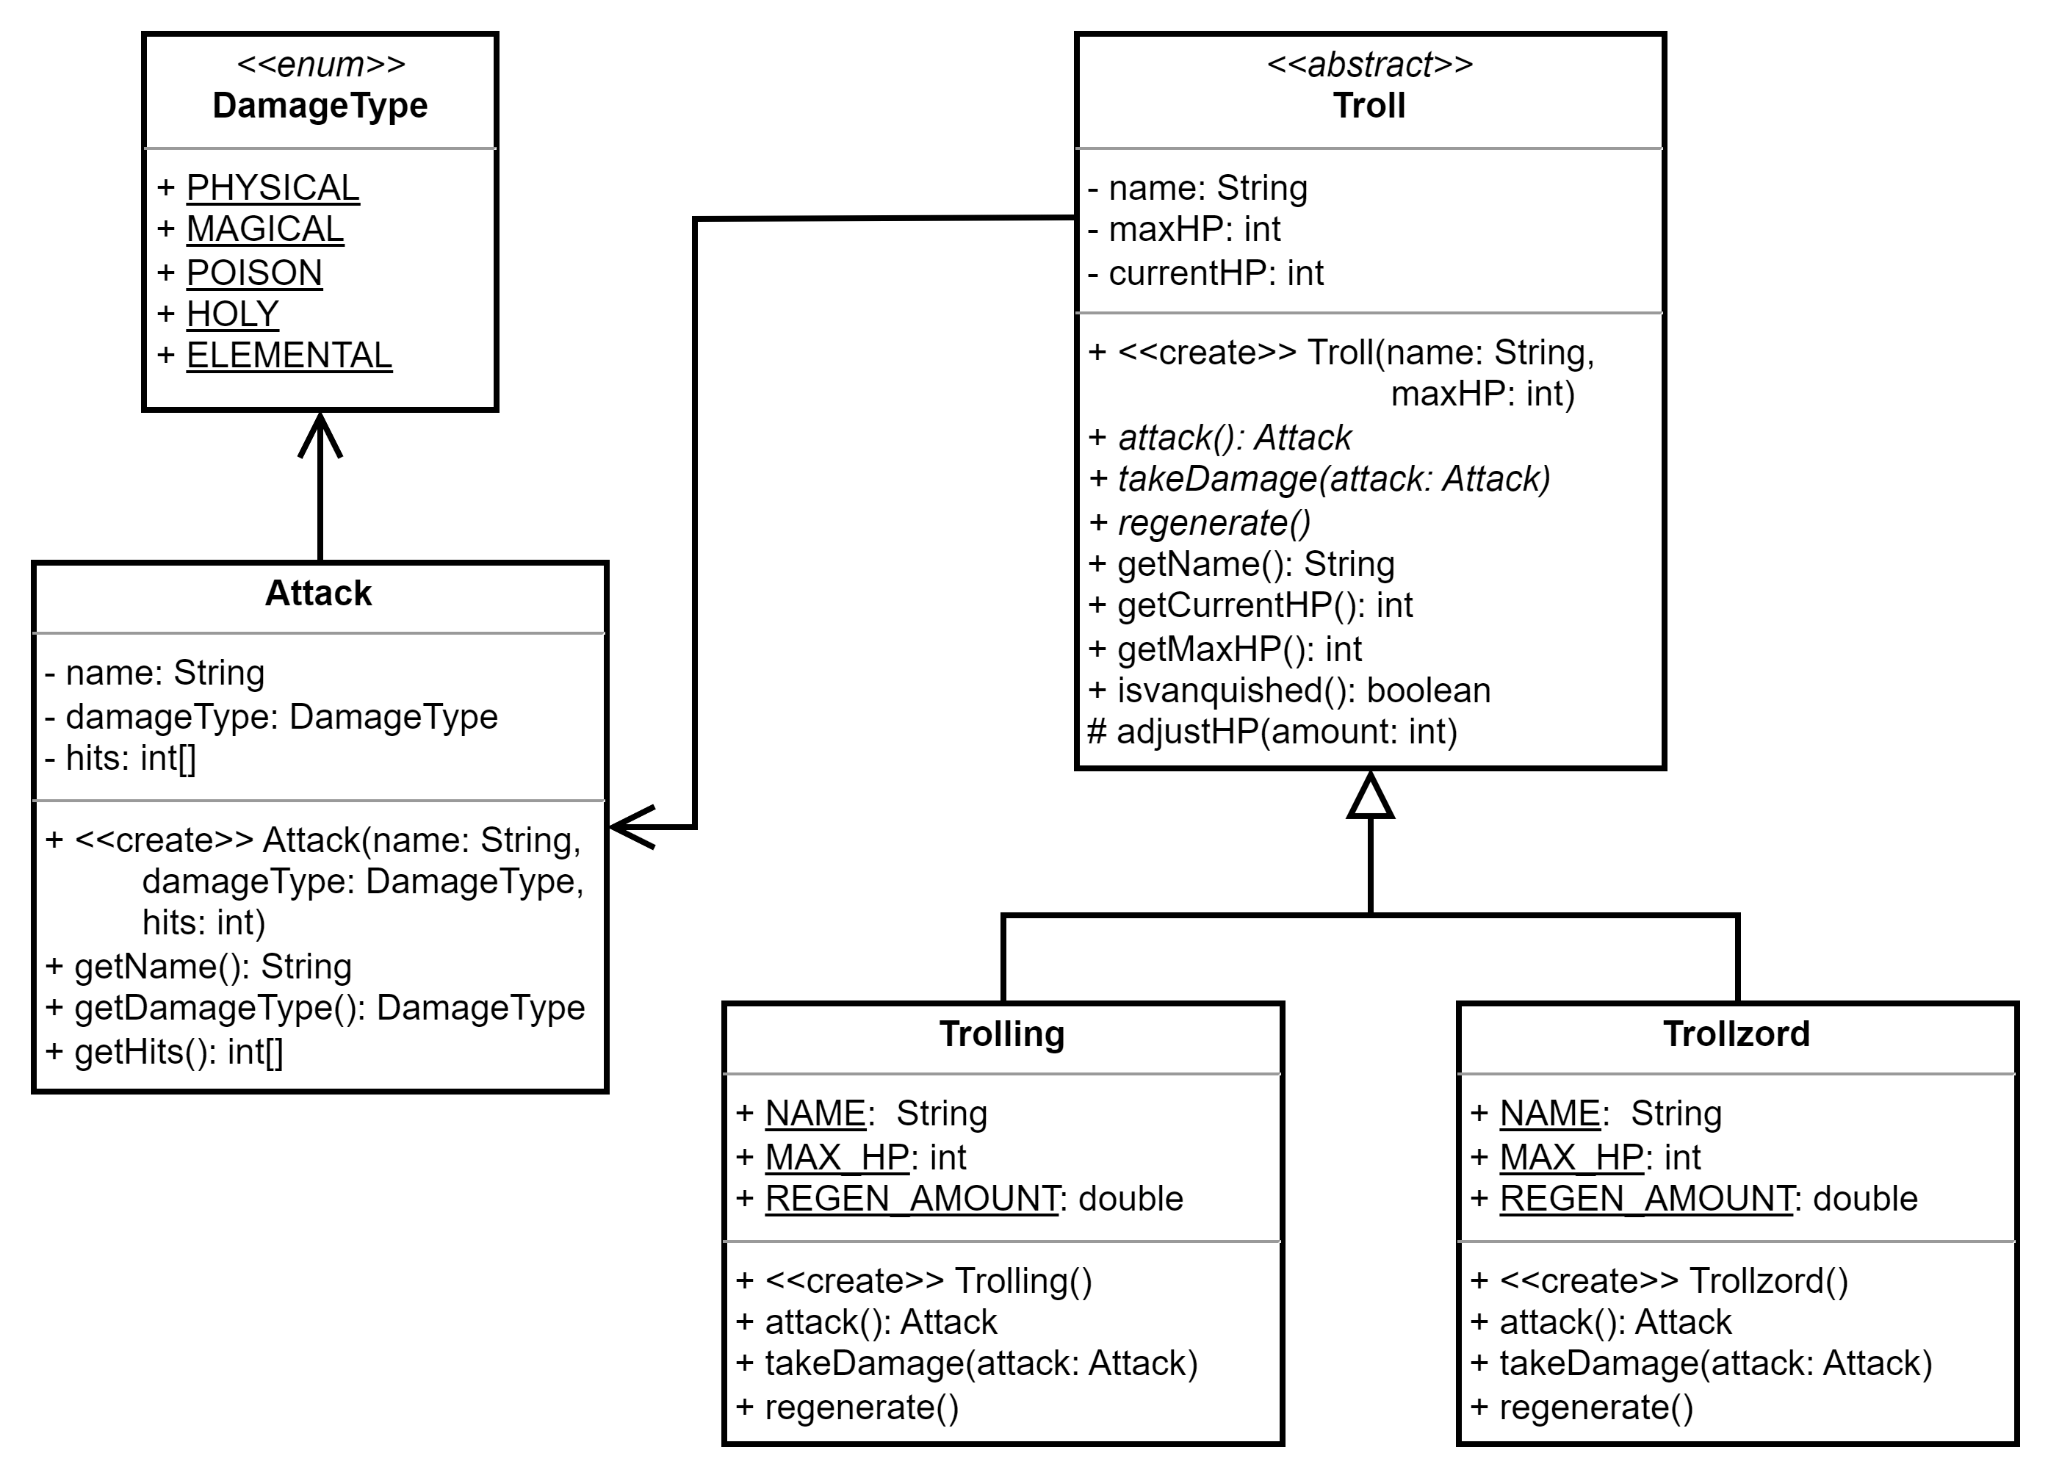 <<enum>>
DamageType
+ PHYSICAL
+ MAGICAL
+ POISON
+ HOLY
+ ELEMENTAL
<<abstract>>
Troll
- name: String
- maxHP: int
- currentHP: int
+ <<create>> Troll(name: String,
maxHP: int)
+ attack(): Attack
+ takeDamage(attack: Attack)
+ regenerate()
+ getName(): String
+ getCurrentHP(): int
+ getMaxHP(): int
+ isvanquished(): boolean
# adjustHP(amount: int)
Attack
- name: String
- damageType: DamageType
- hits: int[]
+ <<create>> Attack(name: String,
damageType: DamageType,
hits: int)
+ getName(): String
+ getDamageType(): DamageType
+ getHits(): int[]
Trolling
+ NAME:  String
+ MAX_HP: int
+ REGEN_AMOUNT: double
+ <<create>> Trolling()
+ attack(): Attack
+ takeDamage(attack: Attack)
+ regenerate()
Trollzord
+ NAME:  String
+ MAX_HP: int
+ REGEN_AMOUNT: double
+ <<create>> Trollzord()
+ attack(): Attack
+ takeDamage(attack: Attack)
+ regenerate()